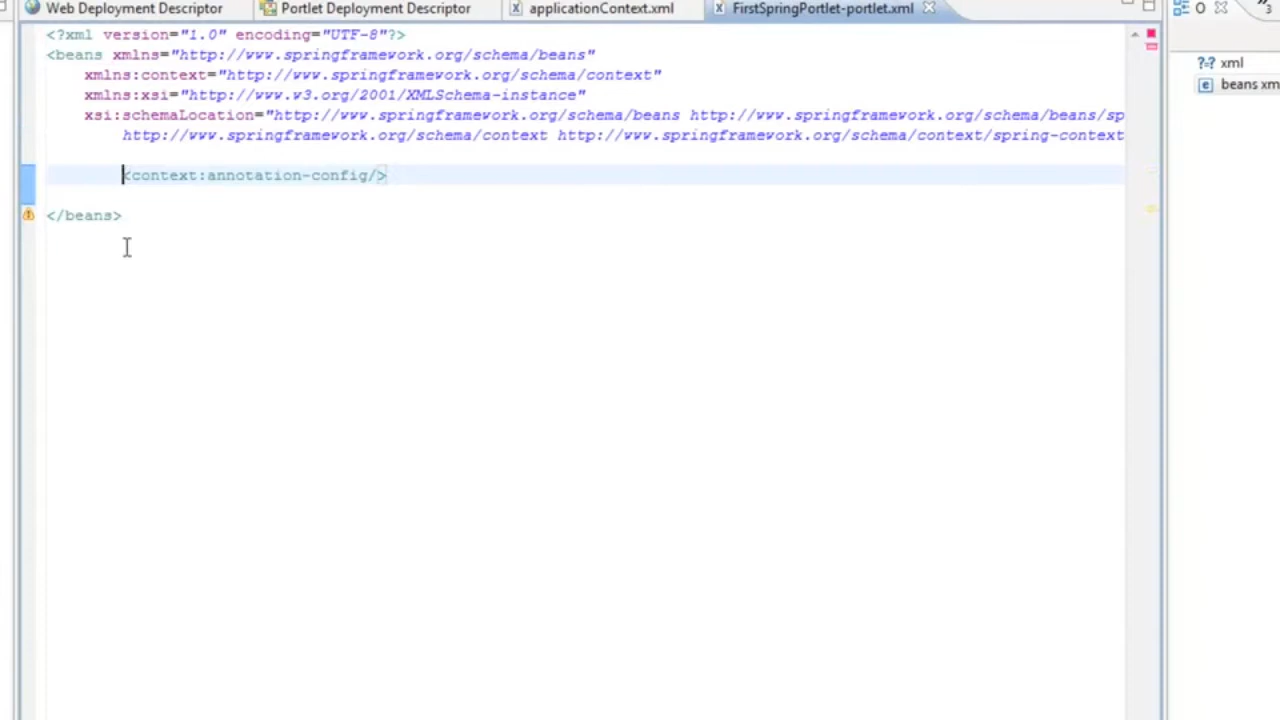 Web Deployment Descriptor
Portlet Deployment Descriptor
applicationContext.xml
FirstSpringPortlet-portlet.xml
O
3
<?xml version="1.0" encoding="UTF-8"?>
<beans xmlns="http://www.springframework.org/schema/beans"
xmlns:context="http://www.springframework.org/schema/context"
xmlns:xsi="http://www.w3.org/2001/XMLSchema-instance"
xsi:schemaLocation="http://www.springframework.org/schema/beans http://www.springframework.org/schema/beans/sp
http://www.springframework.org/schema/context http://www.springframework.org/schema/context/spring-context
<context:annotation-config/>
</beans>
?=? xml
e beans xm